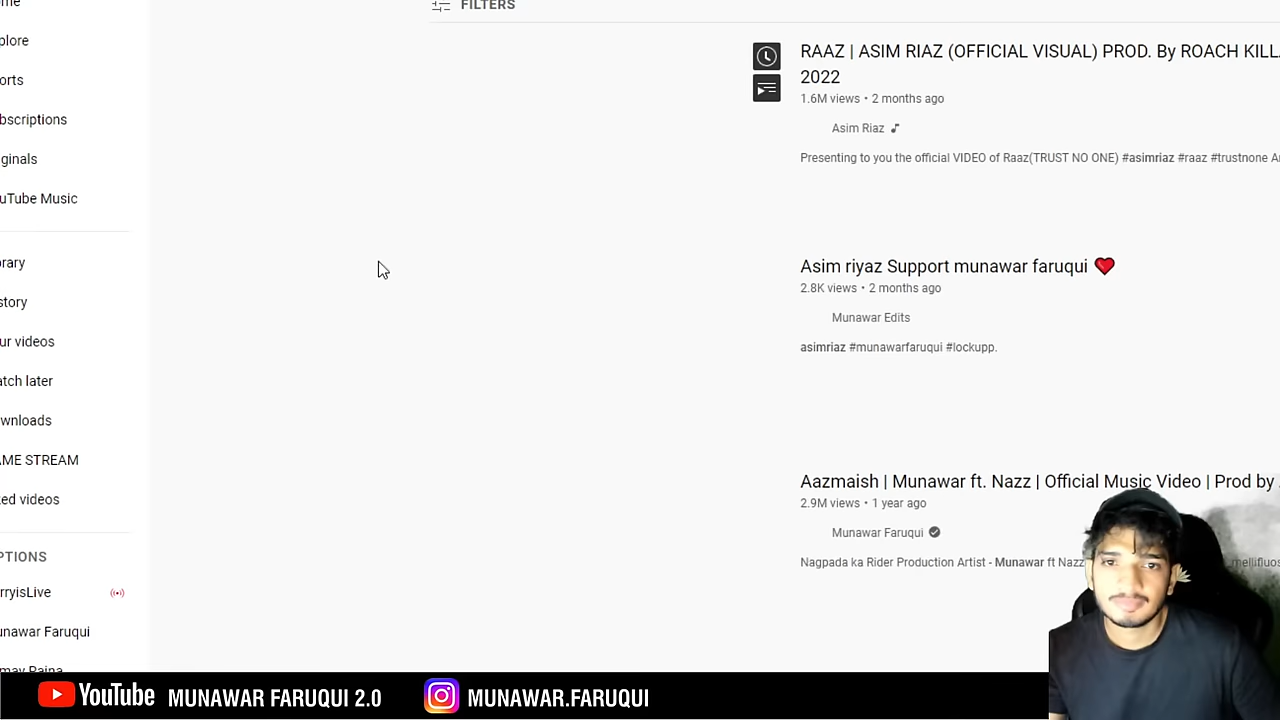 FILTERS
plore
orts
bscriptions
ginals
uTube Music
rary
story
ur videos
atch later
wnloads
AME STREAM
ked videos
PTIONS
rryisLive
unawar Faruqui
may Raina
RAAZ | ASIM RIAZ (OFFICIAL VISUAL) PROD. By ROACH KILL
2022
1.6M views • 2 months ago
Asim Riaz
Presenting to you the official VIDEO of Raaz(TRUST NO ONE) #asimriaz #raaz #trustnone
Asim riyaz Support munawar faruqui ❤️
2.8K views • 2 months ago
Munawar Edits
asimriaz #munawarfaruqui #lockupp.
Aazmaish | Munawar ft. Nazz | Official Music Video | Prod by
2.9M views • 1 year ago
Munawar Faruqui
Nagpada ka Rider Production Artist - Munawar ft Nazz
YouTube MUNAWAR FARUQUI 2.0 MUNAWAR.FARUQUI